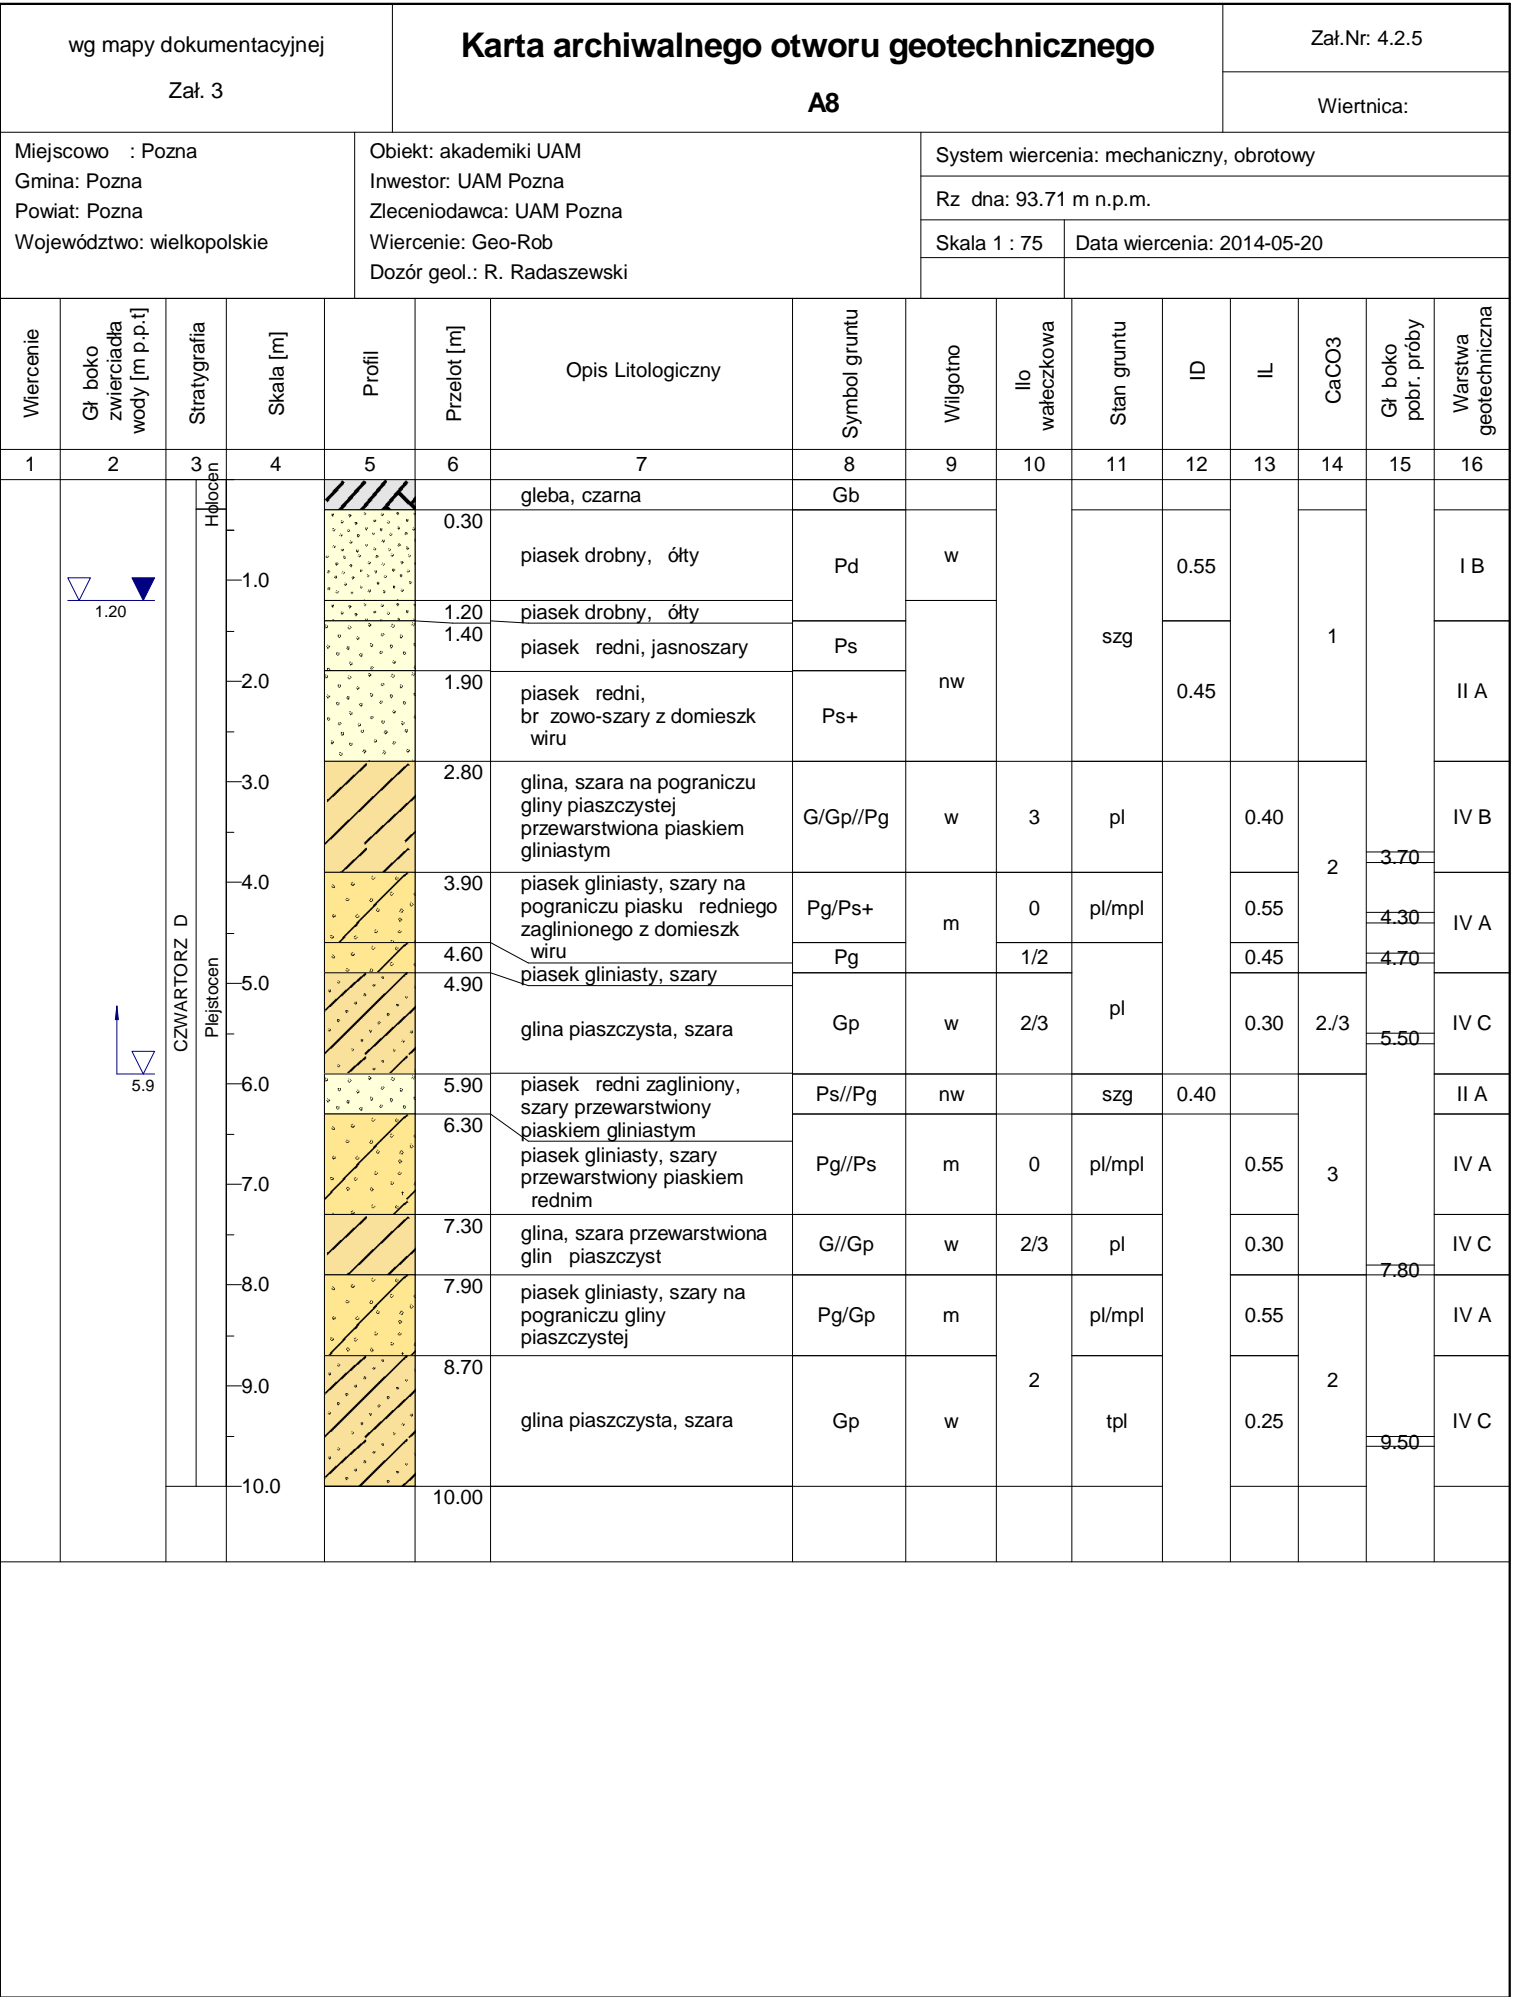 wg mapy dokumentacyjnej
Zał. 3
Karta archiwalnego otworu geotechnicznego
A8
Zał.Nr: 4.2.5
Wiertnica:
Miejscowo : Pozna
Gmina: Pozna
Powiat: Pozna
Województwo: wielkopolskie
Obiekt: akademiki UAM
Inwestor: UAM Pozna
Zleceniodawca: UAM Pozna
Wiercenie: Geo-Rob
Dozór geol.: R. Radaszewski
System wiercenia: mechaniczny, obrotowy
Rz dna: 93.71 m n.p.m.
Skala 1 : 75
Data wiercenia: 2014-05-20
Wiercenie
Gł boko
zwierciadła
wody [m p.p.t]
Stratygrafia
Skala [m]
Profil
Przelot [m]
Opis Litologiczny
Symbol gruntu
Wilgotno
Ilo
wałeczkowa
Stan gruntu
ID
IL
CaCO3
Gł boko
pobr. próby
Warstwa
geotechniczna
1 2 3 4 5 6 7 8 9 10 11 12 13 14 15 16
Holocen
CZWARTORZ D
Plejstocen
1.20
5.9
1.0
2.0
3.0
4.0
5.0
6.0
7.0
8.0
9.0
10.0
gleba, czarna
Gb
0.30
piasek drobny, ółty
Pd
w
0.55
I B
1.20
piasek drobny, ółty
1.40
piasek redni, jasnoszary
Ps
szg
1
1.90
piasek redni,
br zowo-szary z domieszk
wiru
Ps+
nw
0.45
II A
2.80
glina, szara na pograniczu
gliny piaszczystej
przewarstwiona piaskiem
gliniastym
G/Gp//Pg
w
3
pl
0.40
2
3.70
IV B
3.90
piasek gliniasty, szary na
pograniczu piasku redniego
zaglinionego z domieszk
wiru
Pg/Ps+
m
0
pl/mpl
0.55
4.30
IV A
4.60
piasek gliniasty, szary
Pg
1/2
0.45
4.70
4.90
glina piaszczysta, szara
Gp
w
2/3
pl
0.30
2./3
5.50
IV C
5.90
piasek redni zagliniony,
szary przewarstwiony
piaskiem gliniastym
Ps//Pg
nw
szg
0.40
II A
6.30
piasek gliniasty, szary
przewarstwiony piaskiem
rednim
Pg//Ps
m
0
pl/mpl
0.55
3
IV A
7.30
glina, szara przewarstwiona
glin piaszczyst
G//Gp
w
2/3
pl
0.30
7.80
IV C
7.90
piasek gliniasty, szary na
pograniczu gliny
piaszczystej
Pg/Gp
m
pl/mpl
0.55
IV A
8.70
glina piaszczysta, szara
Gp
w
2
tpl
0.25
2
9.50
IV C
10.00